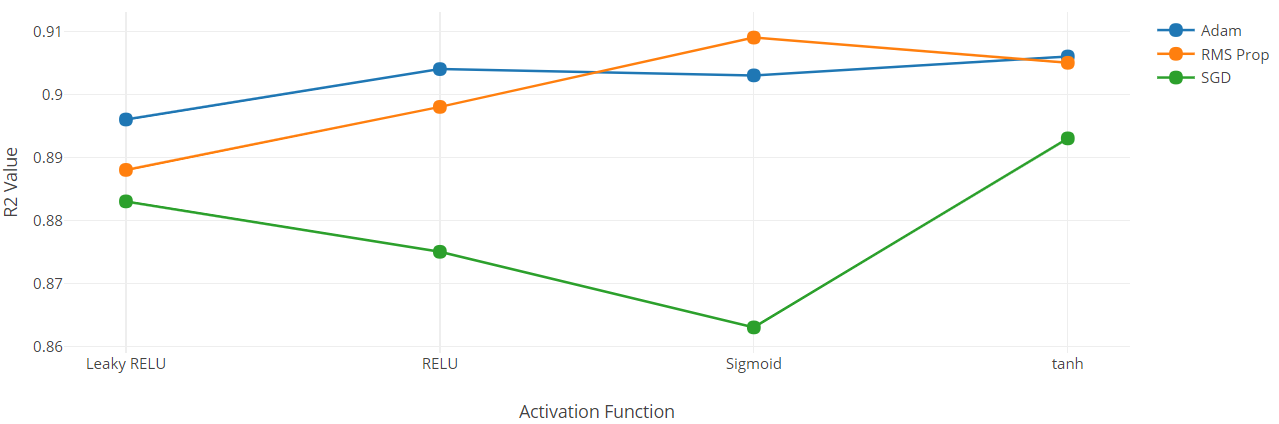 0.91
0.9
0.89
0.88
0.87
0.86
R2 Value
Leaky RELU
RELU
Sigmoid
tanh
Activation Function
Adam
RMS Prop
SGD